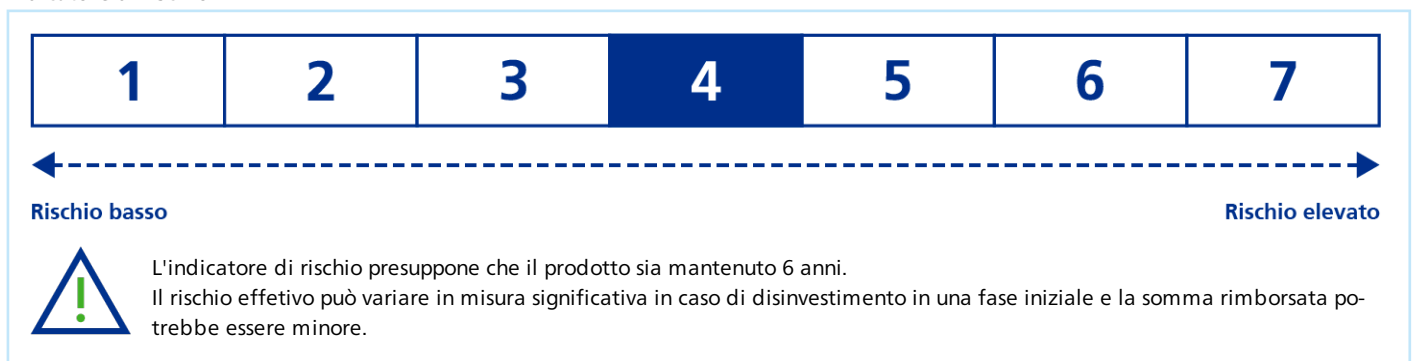 1 2 3 4 5 6 7
Rischio basso Rischio elevato
L'indicatore di rischio presuppone che il prodotto sia mantenuto 6 anni.
Il rischio effetivo può variare in misura significativa in caso di disinvestimento in una fase iniziale e la somma rimborsata po-
trebbe essere minore.